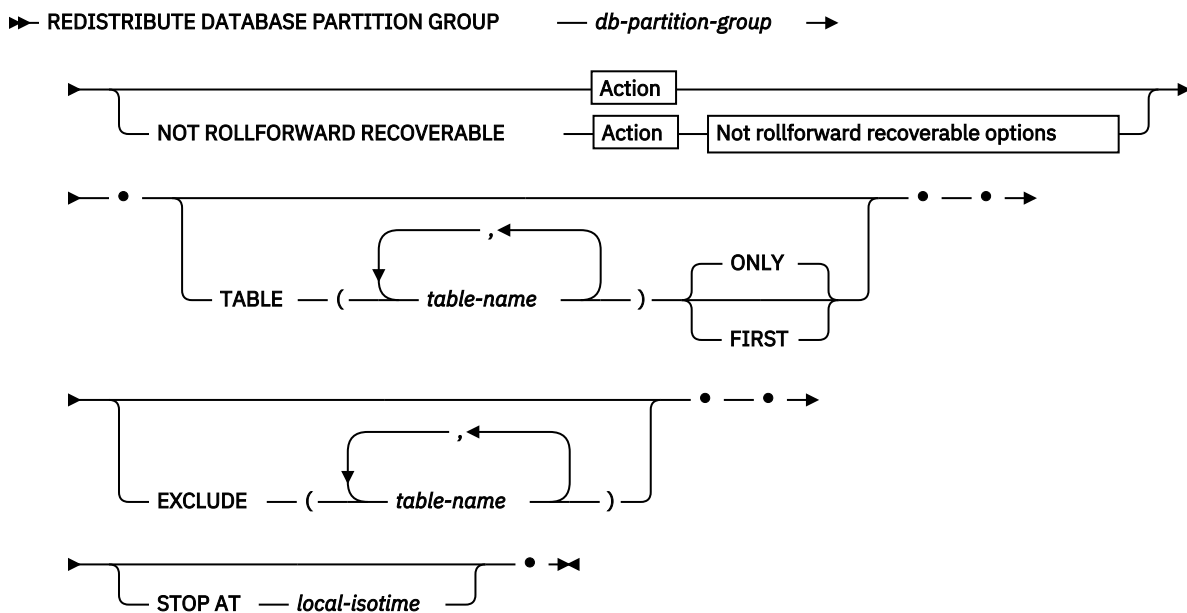 REDISTRIBUTE DATABASE PARTITION GROUP db-partition-group
Action
NOT ROLLFORWARD RECOVERABLE Action Not rollforward recoverable options
,
ONLY
TABLE ( table-name )
FIRST
,
EXCLUDE ( table-name )
STOP AT local-isotime